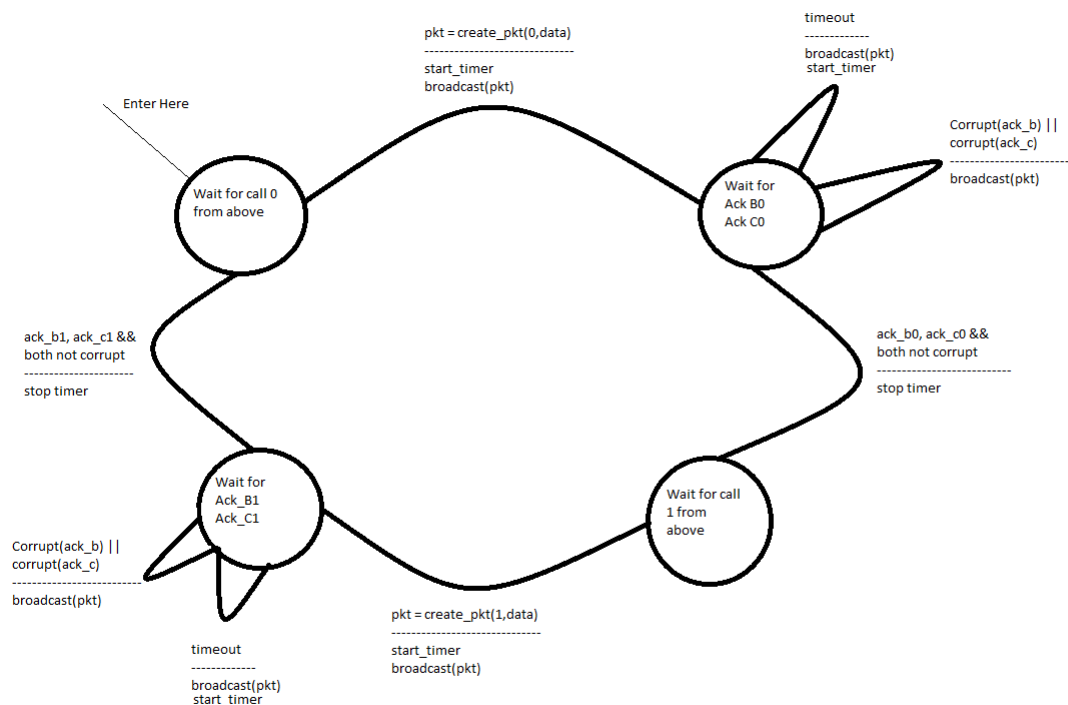 pkt = create_pkt(0,data)
------------------------------
start_timer
broadcast(pkt)
timeout
-------------
broadcast(pkt)
start_timer
Enter Here
Corrupt(ack_b) ||
corrupt(ack_c)
------------------------
broadcast(pkt)
Wait for call 0
from above
Wait for
Ack B0
Ack C0
ack_b1, ack_c1 &&
both not corrupt
----------------------
stop timer
ack_b0, ack_c0 &&
both not corrupt
---------------------------
stop timer
Wait for
Ack_B1
Ack_C1
Wait for call
1 from
above
Corrupt(ack_b) ||
corrupt(ack_c)
--------------------------
broadcast(pkt)
pkt = create_pkt(1,data)
------------------------------
start_timer
broadcast(pkt)
timeout
-------------
broadcast(pkt)
start_timer